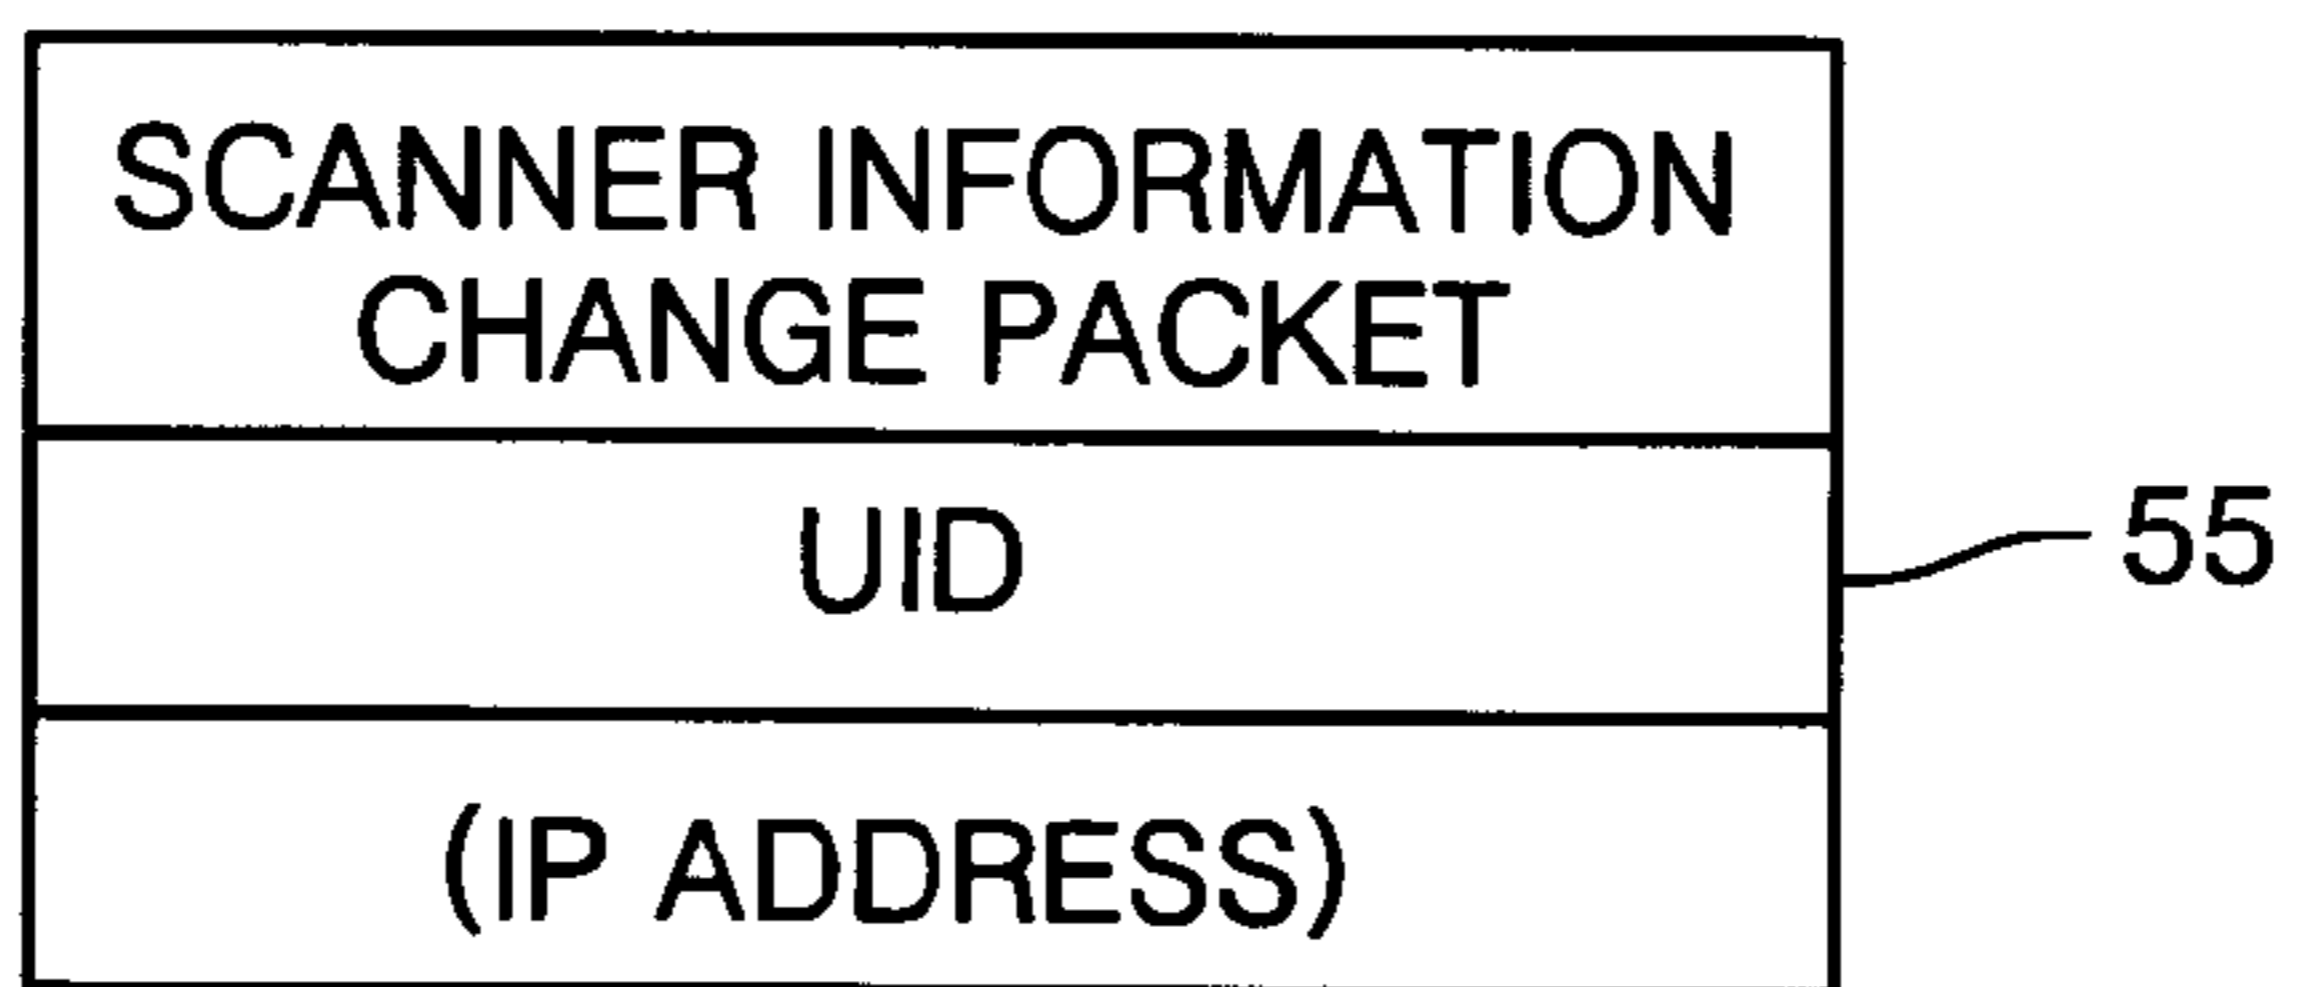 SCANNER INFORMATION
CHANGE PACKET
UID
55
(IP ADDRESS)